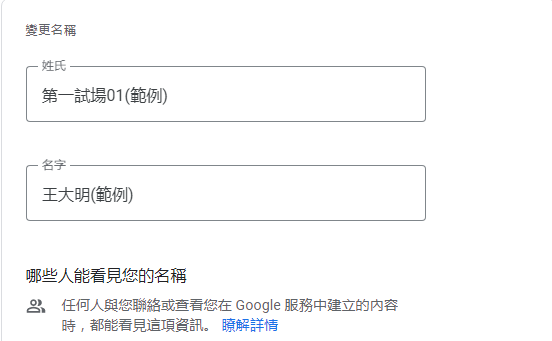 變更名稱
姓氏
第一試場01(範例)
名字
王大明(範例)
哪些人能看見您的名稱
任何人與您聯絡或查看您在 Google 服務中建立的內容
時，都能看見這項資訊。 瞭解詳情